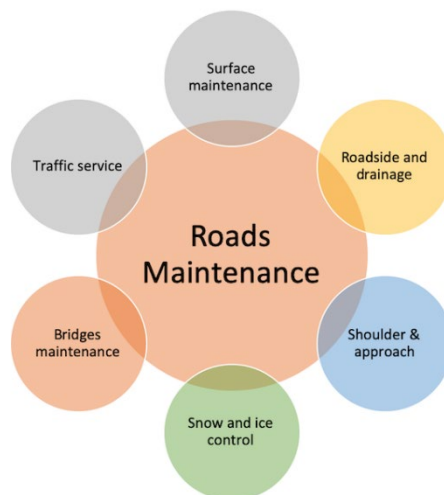 Surface
maintenance
Traffic service
Roadside and
drainage
Roads
Maintenance
Bridges
maintenance
Shoulder &
approach
Snow and ice
control